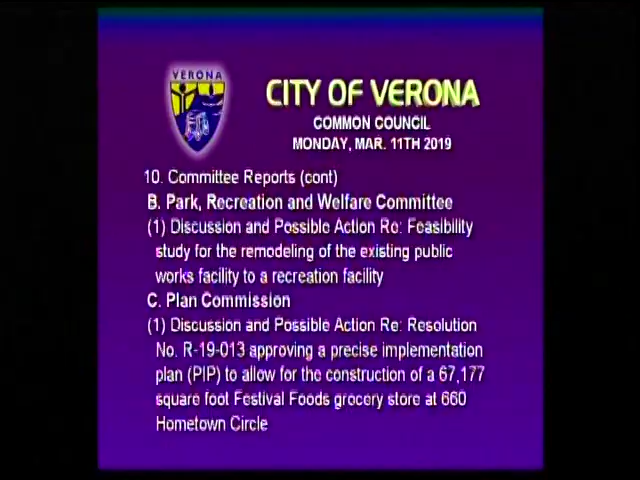 VERONA
CITY OF VERONA
COMMON COUNCIL
MONDAY, MAR. 11TH 2019
10. Committee Reports (cont)
B. Park, Recreation and Welfare Committee
(1) Discussion and Possible Action Re: Feasibility
study for the remodeling of the existing public
works facility to a recreation facility
C. Plan Commission
(1) Discussion and Possible Action Re: Resolution
No. R-19-013 approving a precise implementation
plan (PIP) to allow for the construction of a 67,177
square foot Festival Foods grocery store at 660
Hometown Circle